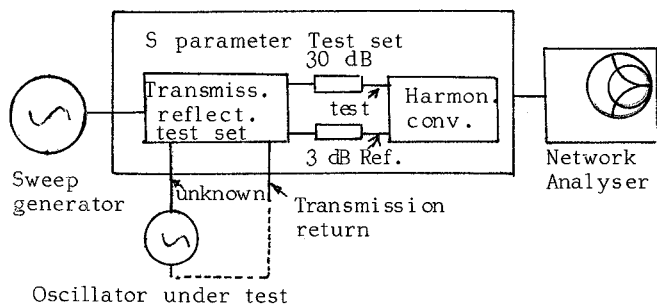 S parameter Test set
30 dB
Transmiss.
reflect.
test set
test
Harmon.
conv.
3 dB Ref.
Network
Analyser
Sweep
generator
unknown
Transmission
return
Oscillator under test